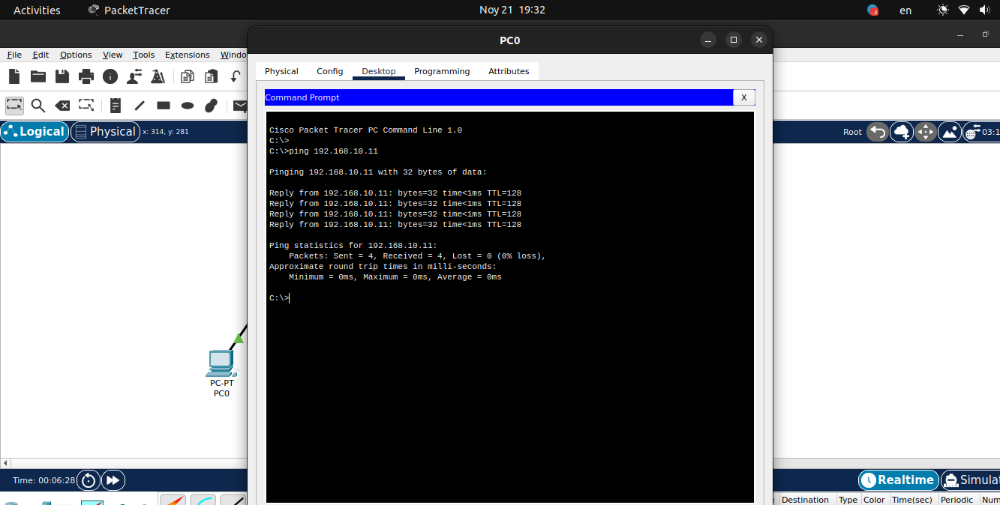 Activities
PacketTracer
Noy 21 19:32
8
en
PC0
File Edit Options View Tools Extensions Windo
Physical Config Desktop Programming Attributes
Command Prompt
X
Logical
Physical
x: 314, y: 281
Root
03:1
Cisco Packet Tracer PC Command Line 1.0
C:\>
C:\>ping 192.168.10.11
Pinging 192.168.10.11 with 32 bytes of data:
Reply from 192.168.10.11: bytes=32 time<1ms TTL=128
Reply from 192.168.10.11: bytes=32 time<1ms TTL=128
Reply from 192.168.10.11: bytes=32 time<1ms TTL=128
Reply from 192.168.10.11: bytes=32 time<1ms TTL=128
Ping statistics for 192.168.10.11:
Packets: Sent = 4, Received = 4, Lost = 0 (0% loss),
Approximate round trip times in milli-seconds:
Minimum = 0ms, Maximum = 0ms, Average = 0ms
C:\>
PC-PT
PC0
Time: 00:06:28
Realtime
Simulat
Destination Type Color Time(sec) Periodic Num